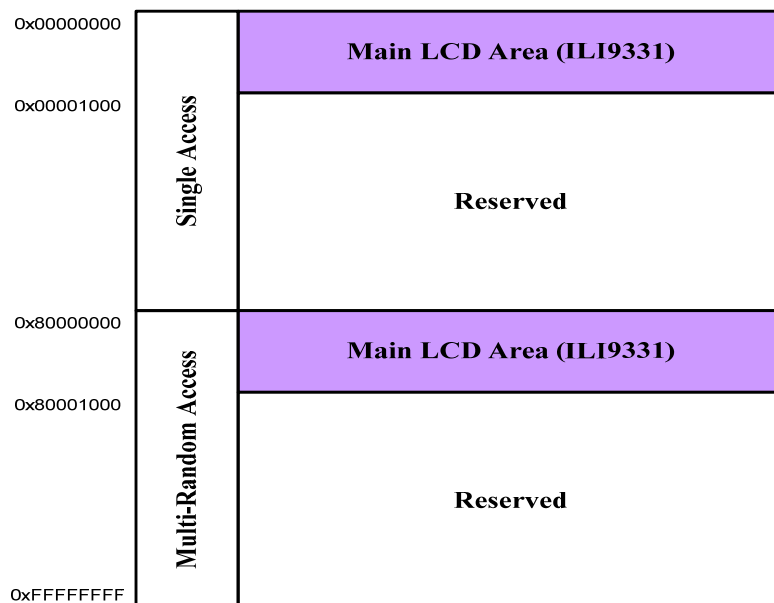 0x00000000
Main LCD Area (ILI9331)
0x00001000
Single Access
Reserved
0x80000000
Main LCD Area (ILI9331)
0x80001000
Multi-Random Access
Reserved
0xFFFFFFFF